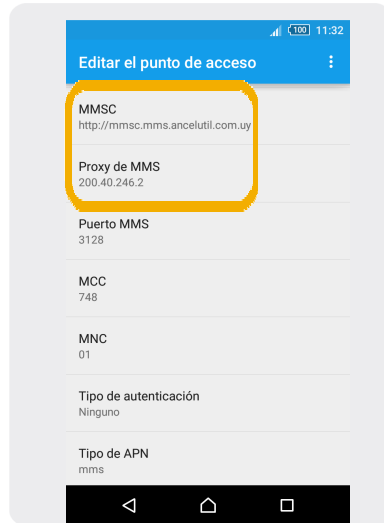 100 11:32
Editar el punto de acceso
MMSC
http://mmsc.mms.ancelutil.com.uy
Proxy de MMS
200.40.246.2
Puerto MMS
3128
MCC
748
MNC
01
Tipo de autenticación
Ninguno
Tipo de APN
mms